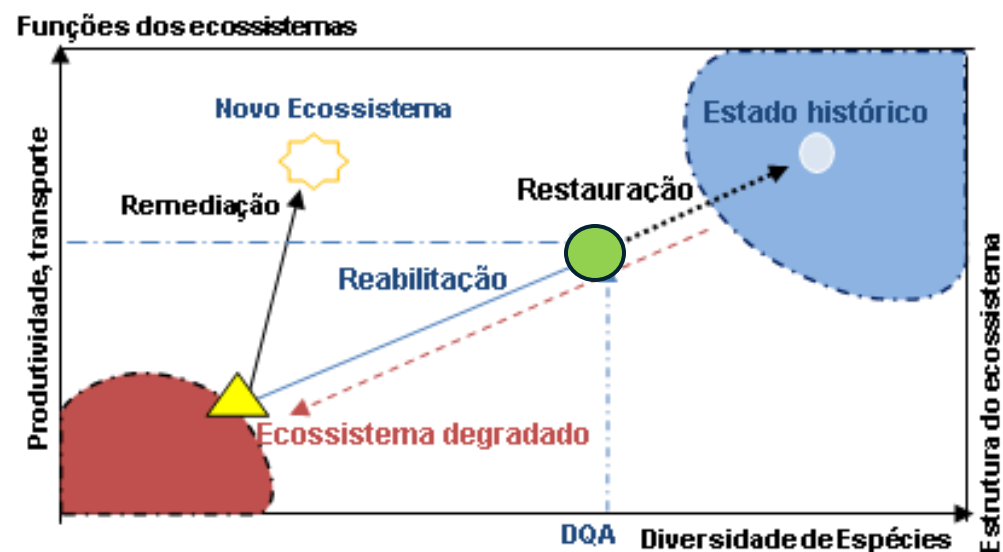 Funções dos ecossistemas
Novo Ecossistema
Estado histórico
Produtividade, transporte
Remediação
Restauração
Reabilitação
Ecossistema degradado
Estrutura do ecossistema
DQA
Diversidade de Espécies